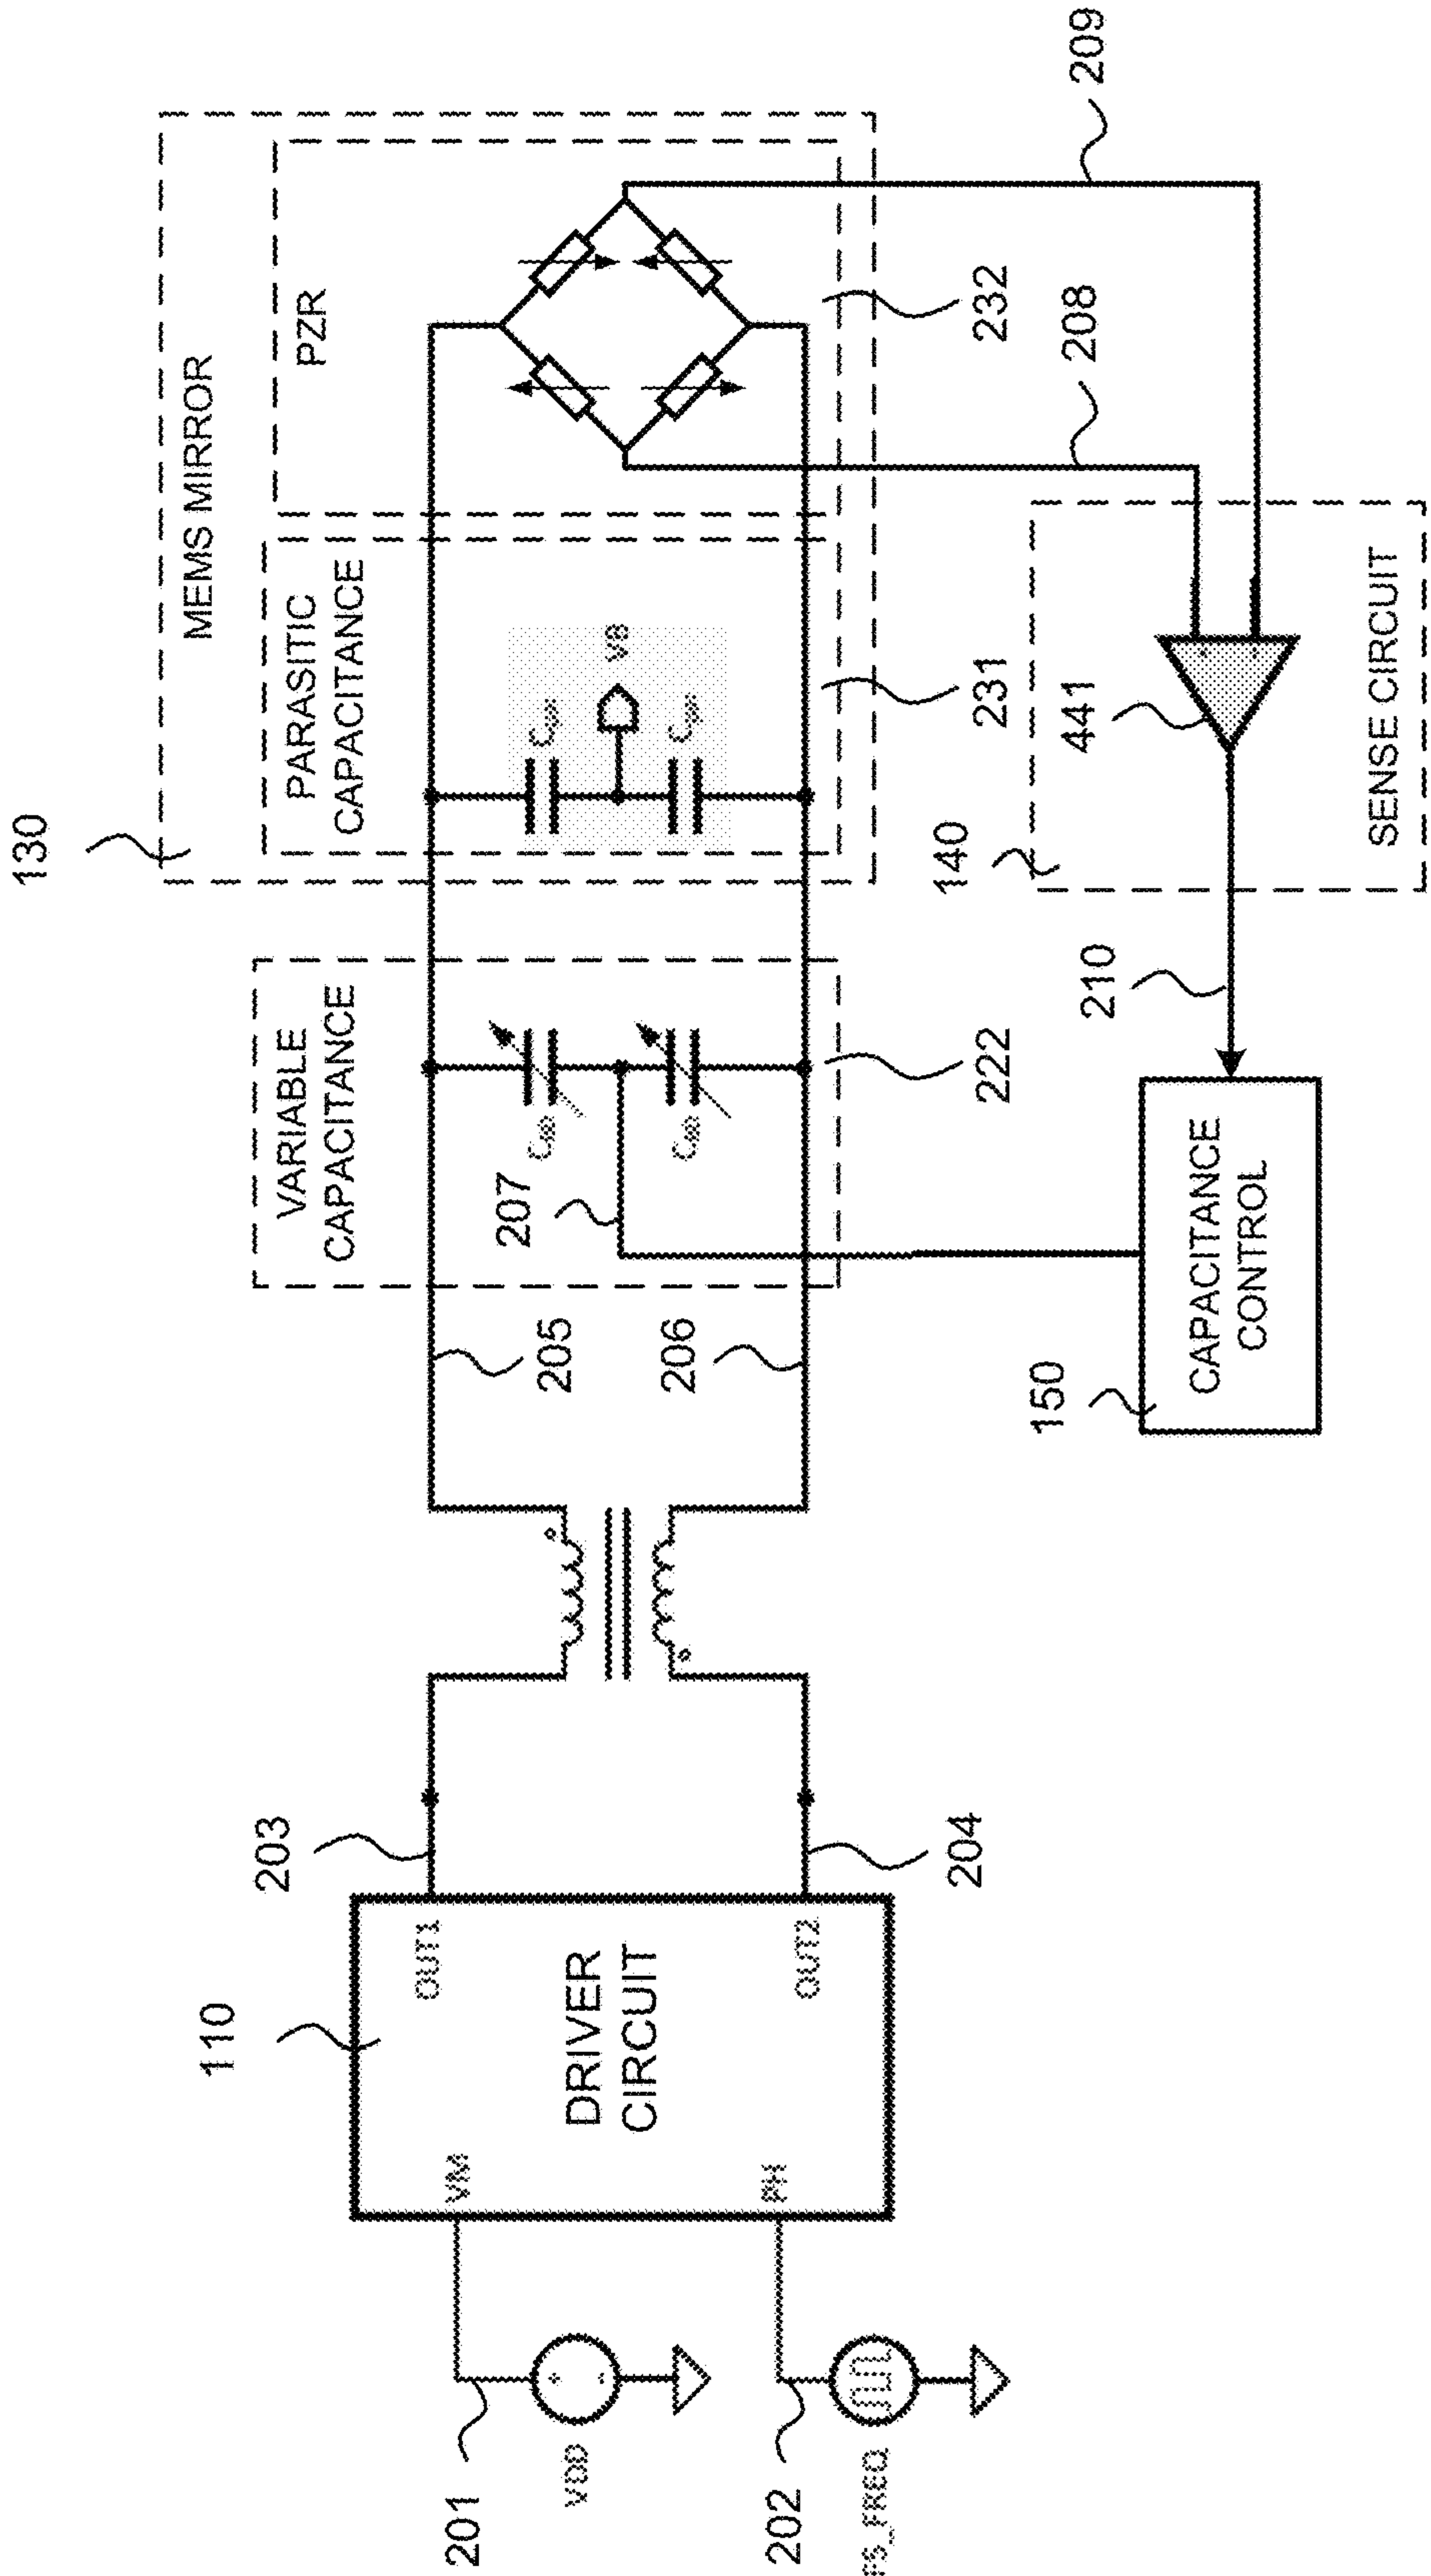 130
MEMS MIRROR
PZR
PARASITIC
CAPACITANCE
VB
231
232
209
208
VARIABLE
CAPACITANCE
207
222
205
206
203
204
110
DRIVER
CIRCUIT
VM
PH
OUT1
OUT2
201
VDD
202
FS_FREQ
140
441
SENSE CIRCUIT
210
150
CAPACITANCE
CONTROL